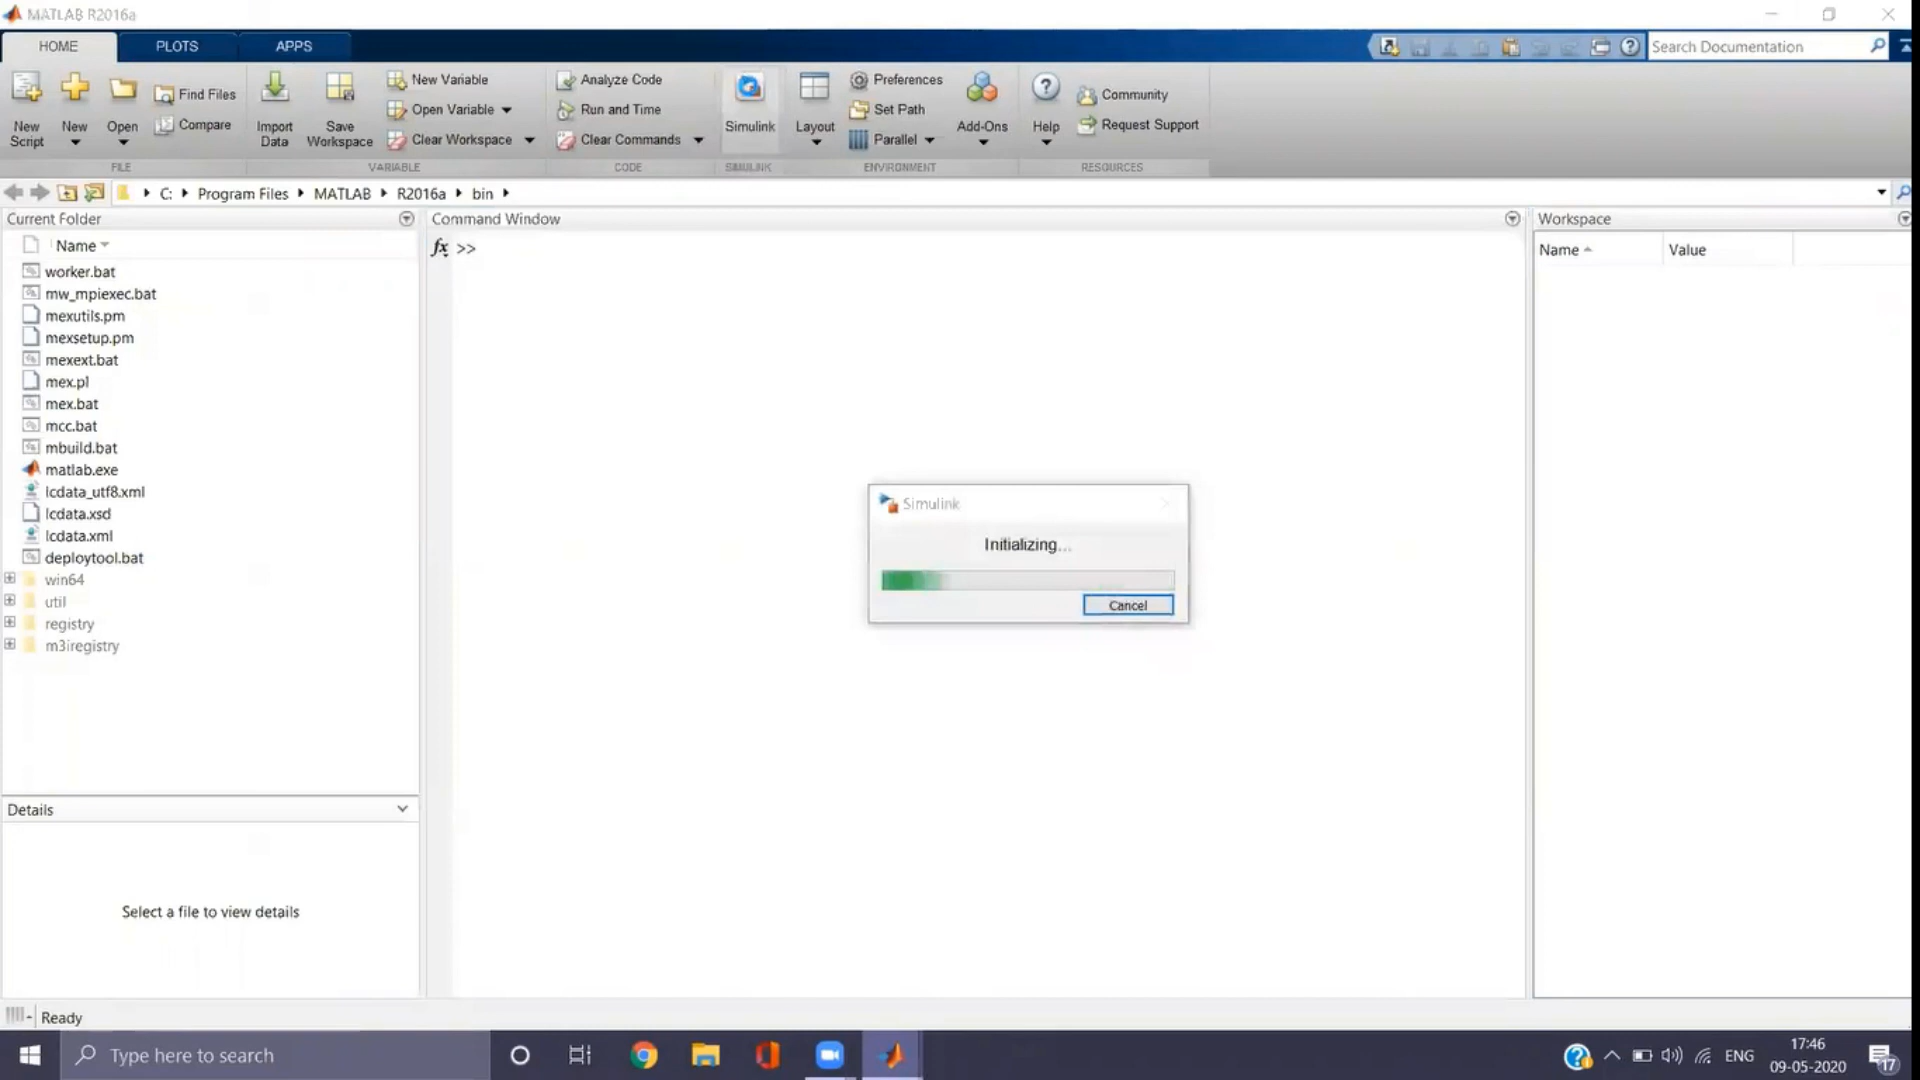 MATLAB R2016a
HOME PLOTS APPS
Search Documentation
New Script
New
Open
Find Files
Compare
Import Data
Save Workspace
New Variable
Open Variable
Clear Workspace
Analyze Code
Run and Time
Clear Commands
Simulink
Layout
Preferences
Set Path
Parallel
Add-Ons
Help
Community
Request Support
FILE VARIABLE CODE SIMULINK ENVIRONMENT RESOURCES
C: Program Files MATLAB R2016a bin
Current Folder
Name
worker.bat
mw_mpiexec.bat
mexutils.pm
mexsetup.pm
mexext.bat
mex.pl
mex.bat
mcc.bat
mbuild.bat
matlab.exe
lcdata_utf8.xml
lcdata.xsd
lcdata.xml
deploytool.bat
win64
util
registry
m3iregistry
Details
Select a file to view details
Command Window
fx >>
Simulink
Initializing...
Cancel
Workspace
Name Value
Ready
Type here to search
ENG
17:46
09-05-2020
17